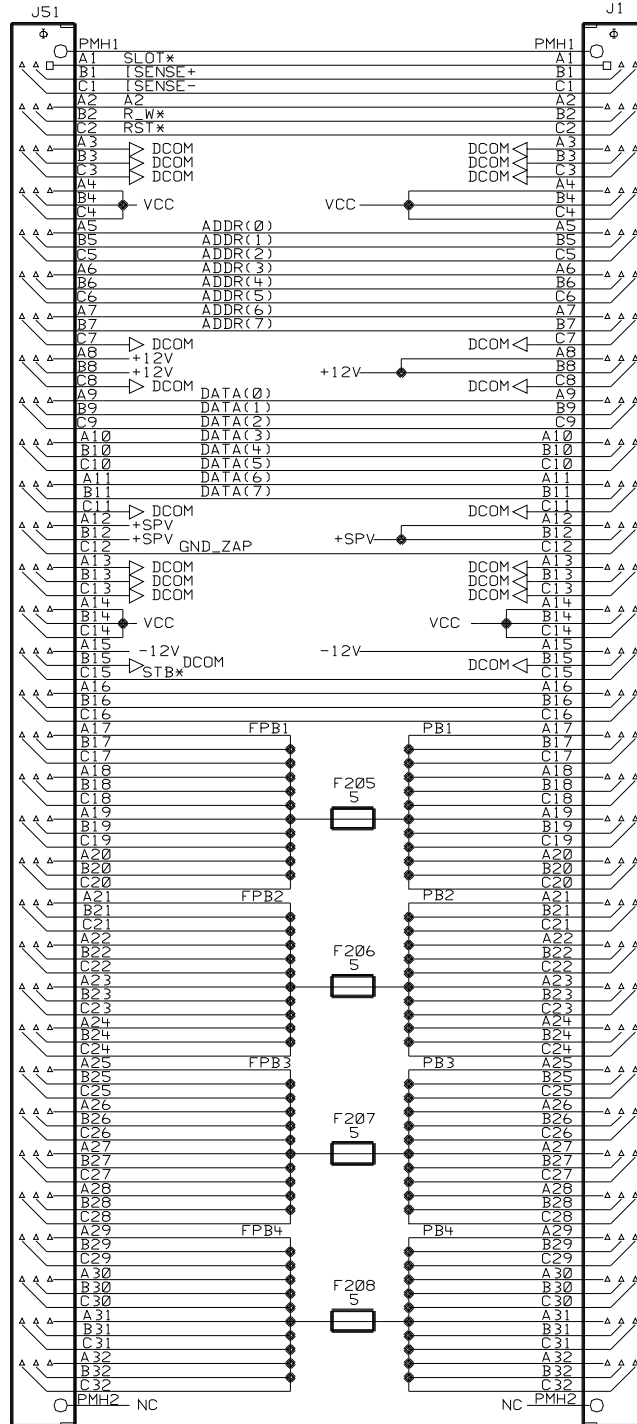 J51 J1
Φ Φ
PMH1 PMH1
A1 SLOT* A1
B1 ISENSE+ B1
C1 ISENSE- C1
A2 A2 A2
B2 R_W* B2
C2 RST* C2
A3 DCOM DCOM A3
B3 DCOM DCOM B3
C3 DCOM DCOM C3
A4 A4
B4 VCC VCC B4
C4 C4
A5 ADDR(0) A5
B5 ADDR(1) B5
C5 ADDR(2) C5
A6 ADDR(3) A6
B6 ADDR(4) B6
C6 ADDR(5) C6
A7 ADDR(6) A7
B7 ADDR(7) B7
C7 DCOM DCOM C7
A8 +12V A8
B8 +12V +12V B8
C8 DCOM DCOM C8
A9 DATA(0) A9
B9 DATA(1) B9
C9 DATA(2) C9
A10 DATA(3) A10
B10 DATA(4) B10
C10 DATA(5) C10
A11 DATA(6) A11
B11 DATA(7) B11
C11 DCOM DCOM C11
A12 +SPV A12
B12 +SPV +SPV B12
C12 GND_ZAP C12
A13 DCOM DCOM A13
B13 DCOM DCOM B13
C13 DCOM DCOM C13
A14 A14
B14 VCC VCC B14
C14 C14
A15 -12V -12V A15
B15 DCOM DCOM B15
C15 STB* C15
A16 A16
B16 B16
C16 C16
A17 FPB1 PB1 A17
B17 B17
C17 C17
A18 A18
B18 F205 B18
C18 5 C18
A19 A19
B19 B19
C19 C19
A20 A20
B20 B20
C20 C20
A21 FPB2 PB2 A21
B21 B21
C21 C21
A22 A22
B22 F206 B22
C22 5 C22
A23 A23
B23 B23
C23 C23
A24 A24
B24 B24
C24 C24
A25 FPB3 PB3 A25
B25 B25
C25 C25
A26 A26
B26 F207 B26
C26 5 C26
A27 A27
B27 B27
C27 C27
A28 A28
B28 B28
C28 C28
A29 FPB4 PB4 A29
B29 B29
C29 C29
A30 A30
B30 F208 B30
C30 5 C30
A31 A31
B31 B31
C31 C31
A32 A32
B32 B32
C32 C32
PMH2 NC NC PMH2